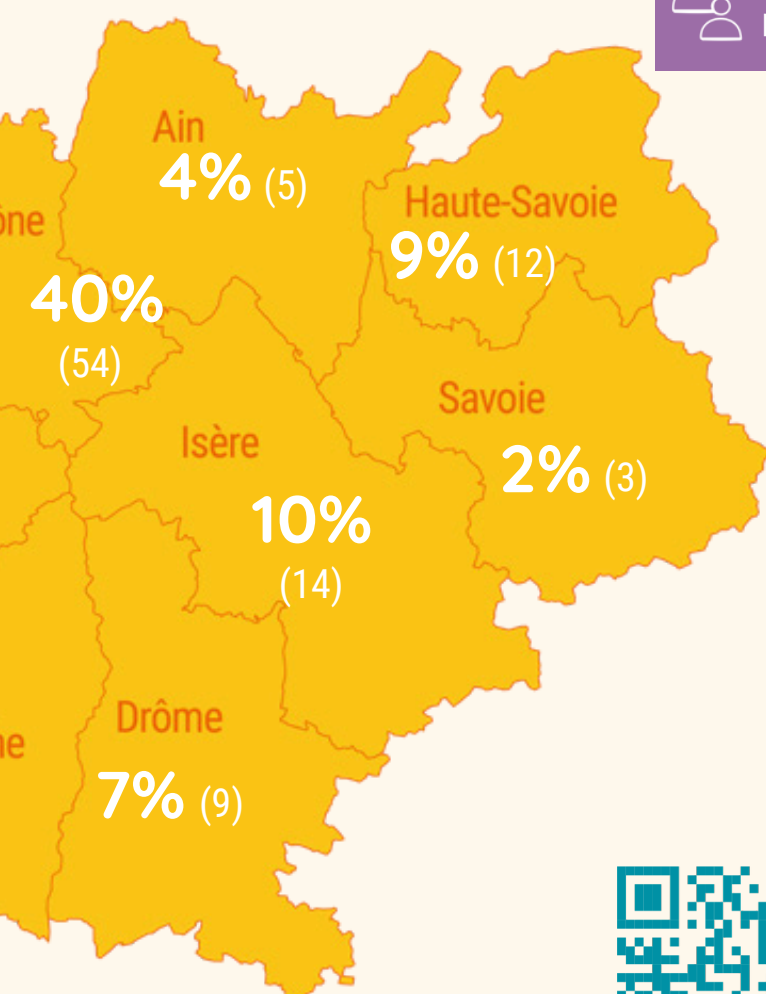 Ain
4% (5)
Haute-Savoie
9% (12)
40%
(54)
Savoie
2% (3)
Isère
10%
(14)
Drôme
7% (9)